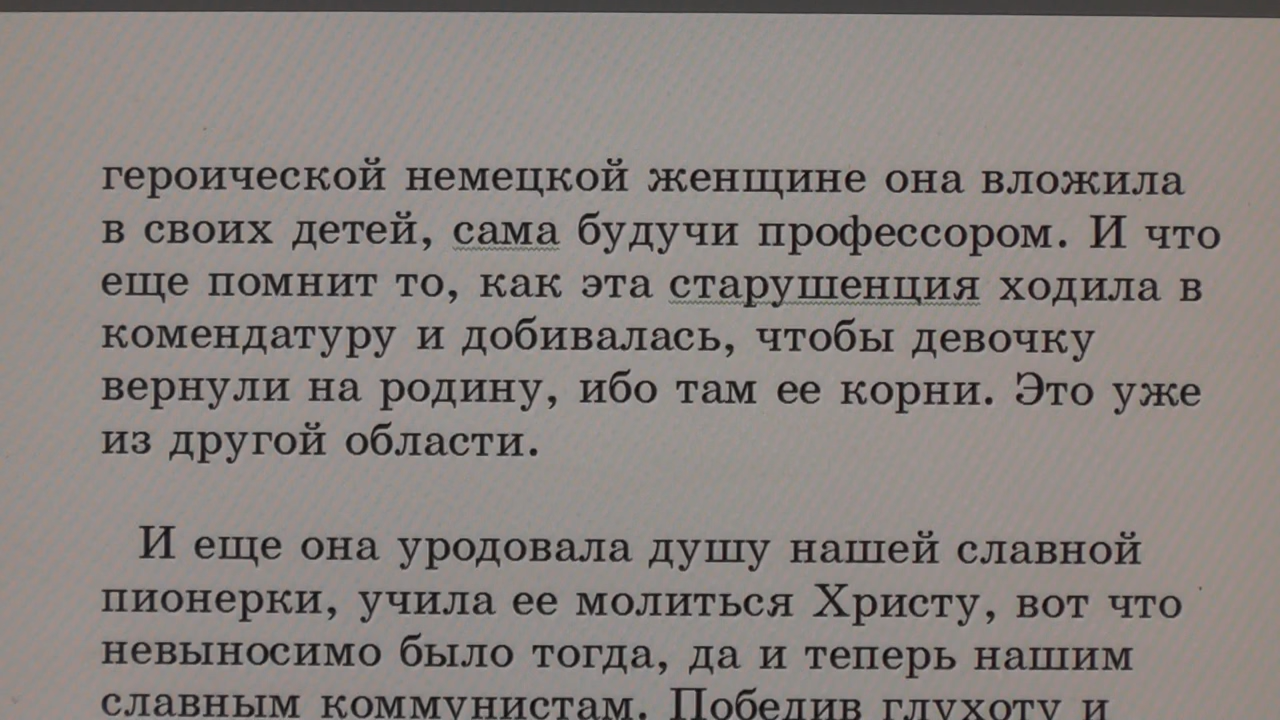 героической немецкой женщине она вложила
в своих детей, сама будучи профессором. И что
еще помнит то, как эта старушенция ходила в
комендатуру и добивалась, чтобы девочку
вернули на родину, ибо там ее корни. Это уже
из другой области.
И еще она уродовала душу нашей славной
пионерки, учила ее молиться Христу, вот что
невыносимо было тогда, да и теперь нашим
славным коммунистам. Победив глухоту и